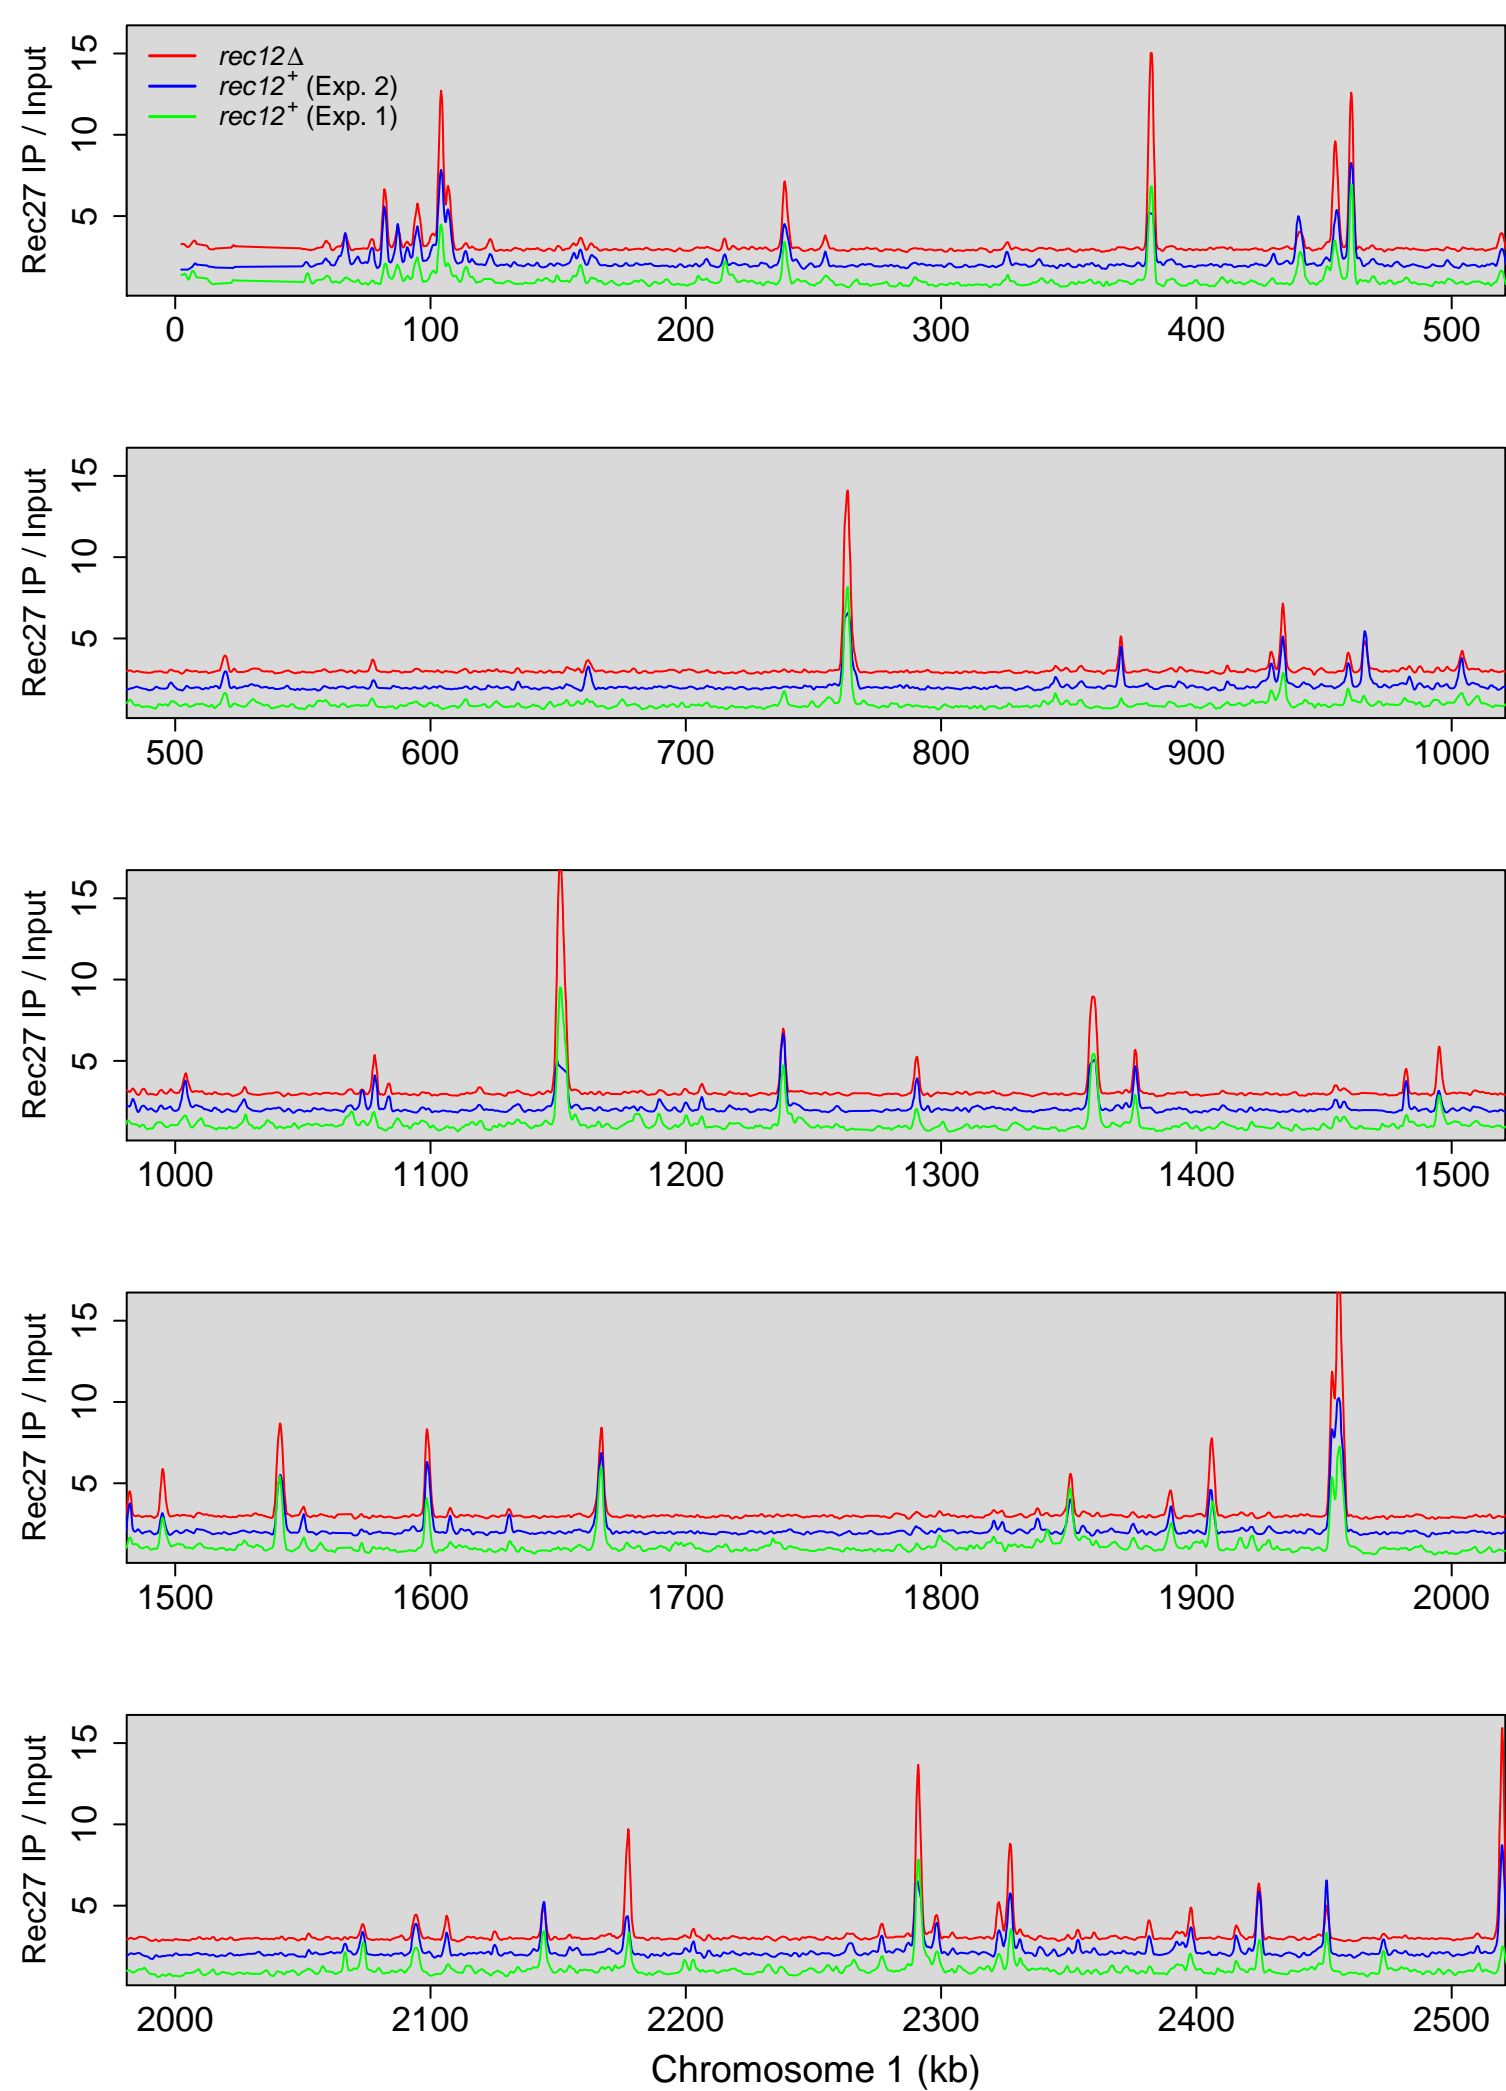 Rec27 IP / Input
15
10
5
rec12Δ
rec12⁺ (Exp. 2)
rec12⁺ (Exp. 1)
0 100 200 300 400 500
Rec27 IP / Input
15
10
5
500 600 700 800 900 1000
Rec27 IP / Input
15
10
5
1000 1100 1200 1300 1400 1500
Rec27 IP / Input
15
10
5
1500 1600 1700 1800 1900 2000
Rec27 IP / Input
15
10
5
2000 2100 2200 2300 2400 2500
Chromosome 1 (kb)